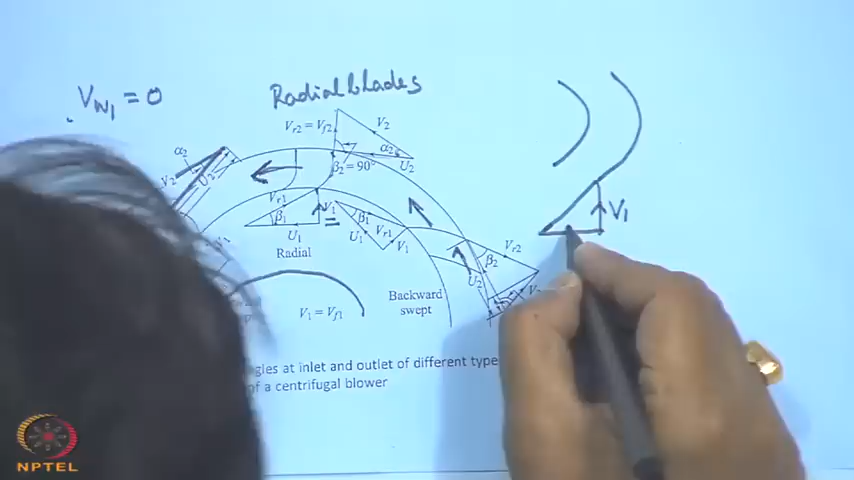 V_W1 = 0
Radial blades
V_r2 = V_f2
V_2
α_2
U_2
β_2 = 90°
α_2
V_2
U_2
V_r1
β_1
V_1
U_1
Radial
β_1
U_1
V_r1
V_1
V_r2
β_2
U_2
V_1
Backward
swept
V_1 = V_f1
gles at inlet and outlet of different type
of a centrifugal blower
NPTEL